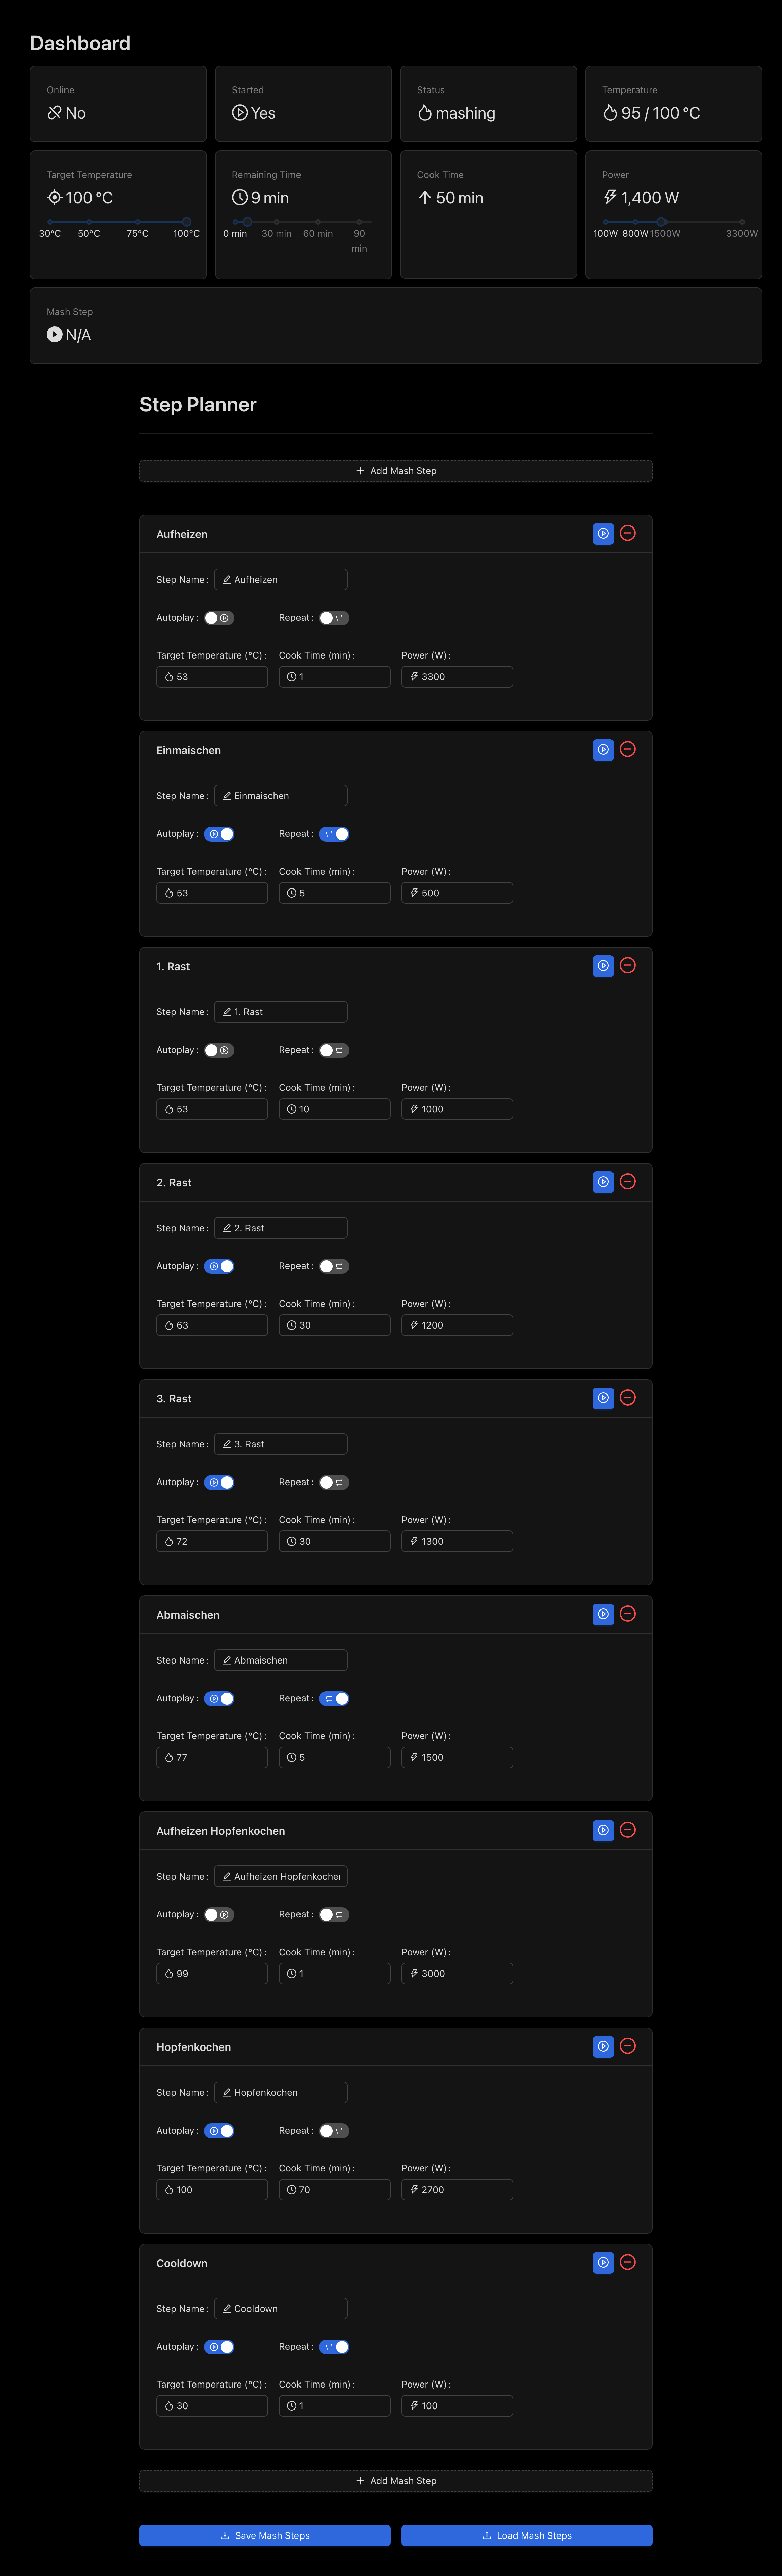 Dashboard
Online
No
Started
Yes
Status
mashing
Temperature
95 / 100 °C
Target Temperature
100 °C
30°C 50°C 75°C 100°C
Remaining Time
9 min
0 min 30 min 60 min 90 min
Cook Time
50 min
Power
1,400 W
100W 800W 1500W 3300W
Mash Step
N/A
Step Planner
Add Mash Step
Aufheizen
Step Name: Aufheizen
Autoplay: Repeat:
Target Temperature (°C): Cook Time (min): Power (W):
53 1 3300
Einmaischen
Step Name: Einmaischen
Autoplay: Repeat:
Target Temperature (°C): Cook Time (min): Power (W):
53 5 500
1. Rast
Step Name: 1. Rast
Autoplay: Repeat:
Target Temperature (°C): Cook Time (min): Power (W):
53 10 1000
2. Rast
Step Name: 2. Rast
Autoplay: Repeat:
Target Temperature (°C): Cook Time (min): Power (W):
63 30 1200
3. Rast
Step Name: 3. Rast
Autoplay: Repeat:
Target Temperature (°C): Cook Time (min): Power (W):
72 30 1300
Abmaischen
Step Name: Abmaischen
Autoplay: Repeat:
Target Temperature (°C): Cook Time (min): Power (W):
77 5 1500
Aufheizen Hopfenkochen
Step Name: Aufheizen Hopfenkochen
Autoplay: Repeat:
Target Temperature (°C): Cook Time (min): Power (W):
99 1 3000
Hopfenkochen
Step Name: Hopfenkochen
Autoplay: Repeat:
Target Temperature (°C): Cook Time (min): Power (W):
100 70 2700
Cooldown
Step Name: Cooldown
Autoplay: Repeat:
Target Temperature (°C): Cook Time (min): Power (W):
30 1 100
Add Mash Step
Save Mash Steps
Load Mash Steps